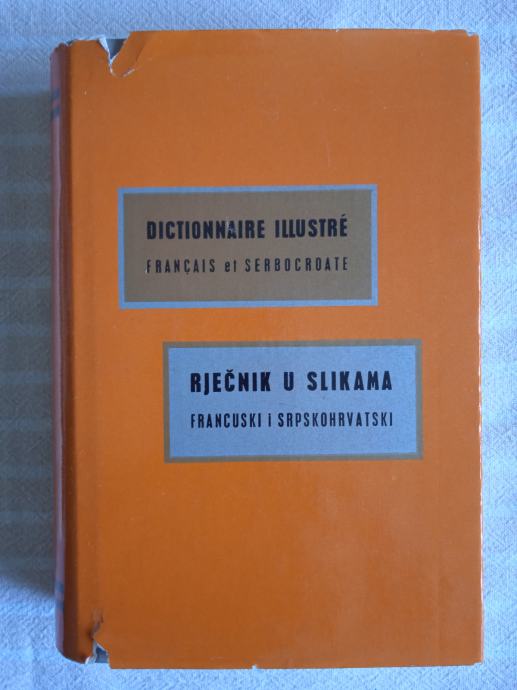 DICTIONNAIRE ILLUSTRÉ
FRANÇAIS et SERBOCROATE
RJEČNIK U SLIKAMA
FRANCUSKI i SRPSKOHRVATSKI